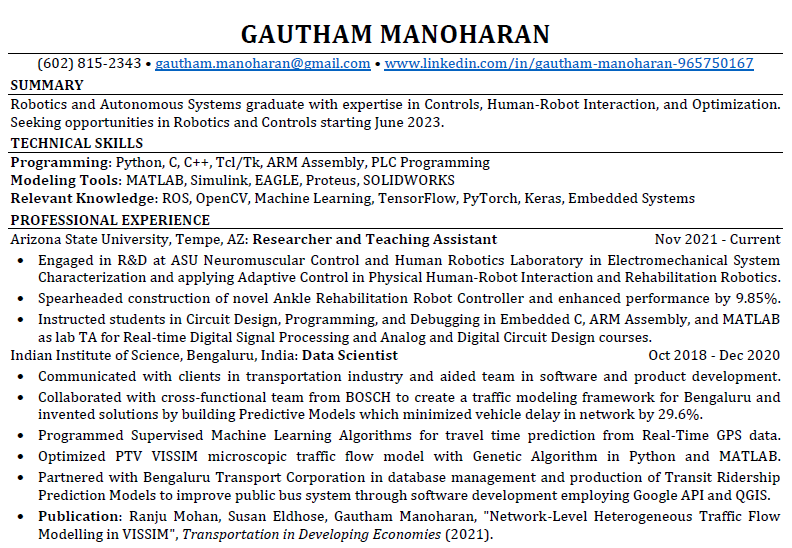 GAUTHAM MANOHARAN
(602) 815-2343 • gautham.manoharan@gmail.com • www.linkedin.com/in/gautham-manoharan-965750167
SUMMARY
Robotics and Autonomous Systems graduate with expertise in Controls, Human-Robot Interaction, and Optimization.
Seeking opportunities in Robotics and Controls starting June 2023.
TECHNICAL SKILLS
Programming: Python, C, C++, Tcl/Tk, ARM Assembly, PLC Programming
Modeling Tools: MATLAB, Simulink, EAGLE, Proteus, SOLIDWORKS
Relevant Knowledge: ROS, OpenCV, Machine Learning, TensorFlow, PyTorch, Keras, Embedded Systems
PROFESSIONAL EXPERIENCE
Arizona State University, Tempe, AZ: Researcher and Teaching Assistant Nov 2021 - Current
• Engaged in R&D at ASU Neuromuscular Control and Human Robotics Laboratory in Electromechanical System
Characterization and applying Adaptive Control in Physical Human-Robot Interaction and Rehabilitation Robotics.
• Spearheaded construction of novel Ankle Rehabilitation Robot Controller and enhanced performance by 9.85%.
• Instructed students in Circuit Design, Programming, and Debugging in Embedded C, ARM Assembly, and MATLAB
as lab TA for Real-time Digital Signal Processing and Analog and Digital Circuit Design courses.
Indian Institute of Science, Bengaluru, India: Data Scientist Oct 2018 - Dec 2020
• Communicated with clients in transportation industry and aided team in software and product development.
• Collaborated with cross-functional team from BOSCH to create a traffic modeling framework for Bengaluru and
invented solutions by building Predictive Models which minimized vehicle delay in network by 29.6%.
• Programmed Supervised Machine Learning Algorithms for travel time prediction from Real-Time GPS data.
• Optimized PTV VISSIM microscopic traffic flow model with Genetic Algorithm in Python and MATLAB.
• Partnered with Bengaluru Transport Corporation in database management and production of Transit Ridership
Prediction Models to improve public bus system through software development employing Google API and QGIS.
• Publication: Ranju Mohan, Susan Eldhose, Gautham Manoharan, "Network-Level Heterogeneous Traffic Flow
Modelling in VISSIM", Transportation in Developing Economies (2021).